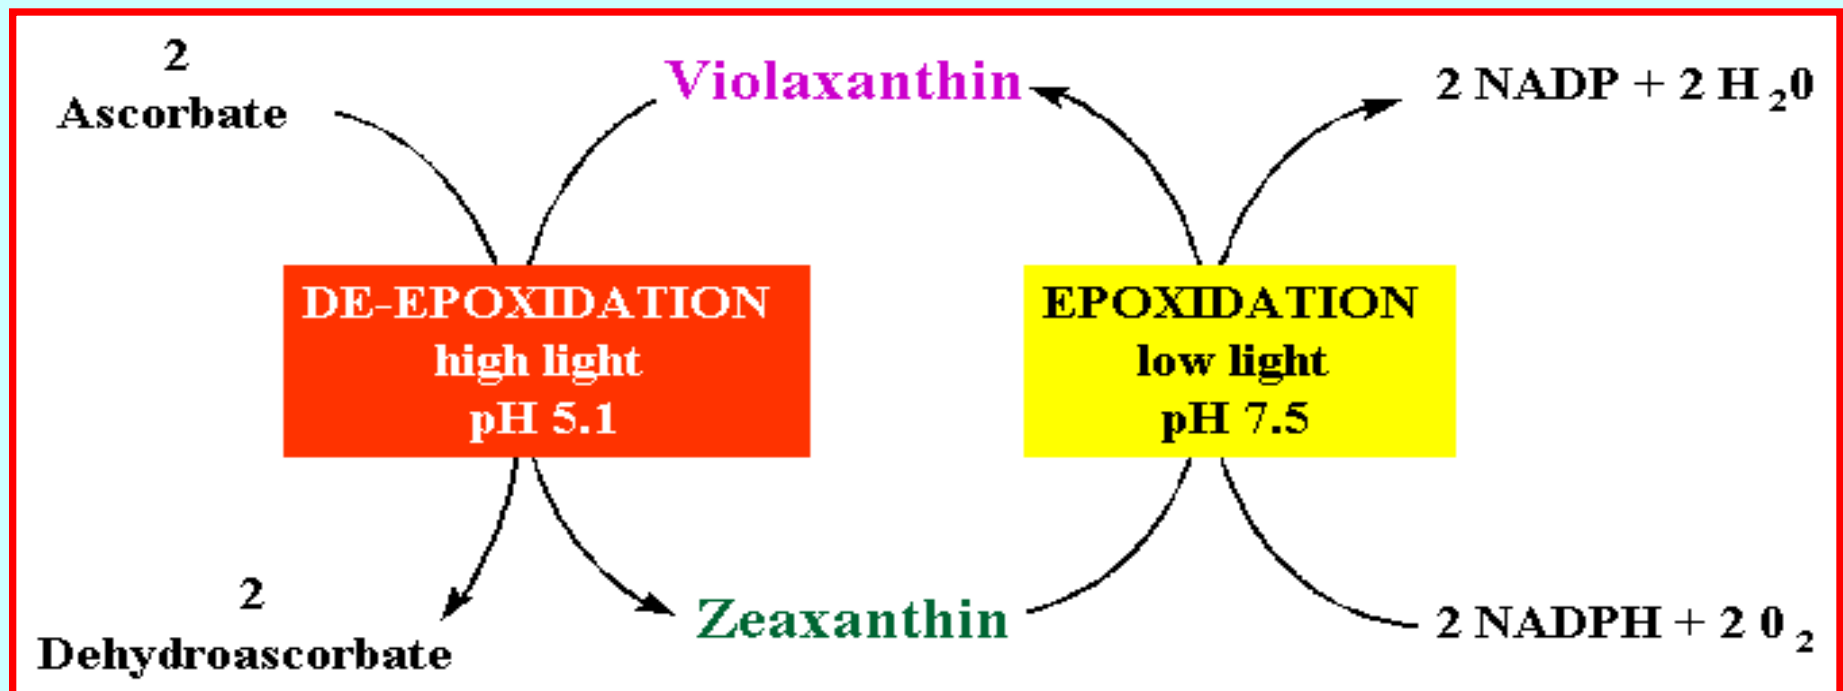 2
Ascorbate
Violaxanthin
2 NADP + 2 H₂0
DE-EPOXIDATION
high light
pH 5.1
EPOXIDATION
low light
pH 7.5
2
Dehydroascorbate
Zeaxanthin
2 NADPH + 2 0₂